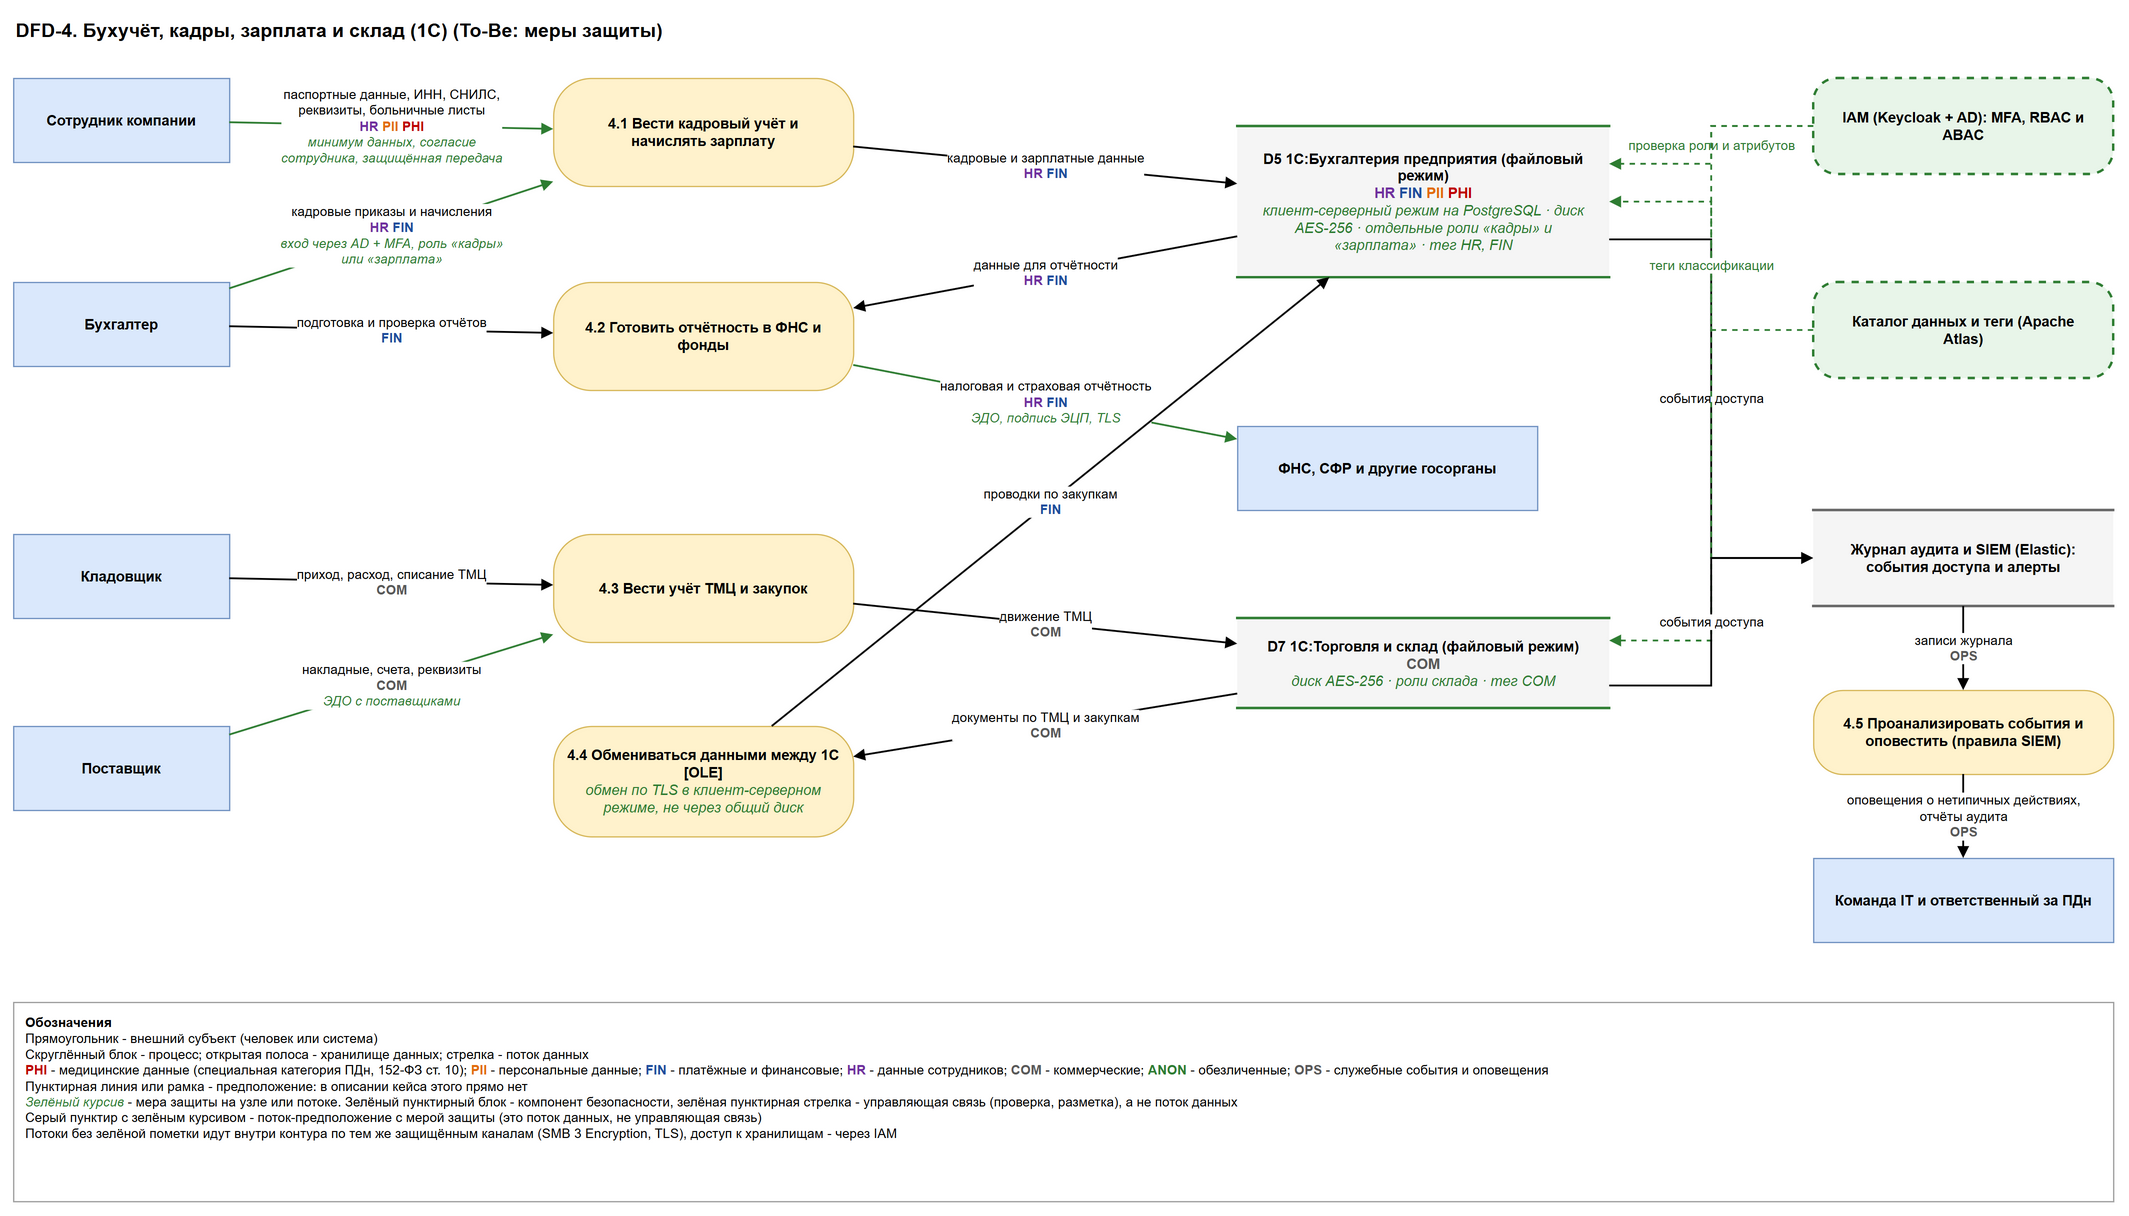 DFD-4. Бухучёт, кадры, зарплата и склад (1С) (To-Be: меры защиты)
Сотрудник компании
паспортные данные, ИНН, СНИЛС,
реквизиты, больничные листы
HR PII PHI
минимум данных, согласие
сотрудника, защищённая передача
4.1 Вести кадровый учёт и
начислять зарплату
кадровые и зарплатные данные
HR FIN
D5 1С:Бухгалтерия предприятия (файловый
режим)
HR FIN PII PHI
клиент-серверный режим на PostgreSQL · диск
AES-256 · отдельные роли «кадры» и
«зарплата» · тег HR, FIN
проверка роли и атрибутов
IAM (Keycloak + AD): MFA, RBAC и
ABAC
кадровые приказы и начисления
HR FIN
вход через AD + MFA, роль «кадры»
или «зарплата»
данные для отчётности
HR FIN
теги классификации
Бухгалтер
подготовка и проверка отчётов
FIN
4.2 Готовить отчётность в ФНС и
фонды
Каталог данных и теги (Apache
Atlas)
налоговая и страховая отчётность
HR FIN
ЭДО, подпись ЭЦП, TLS
события доступа
ФНС, СФР и другие госорганы
проводки по закупкам
FIN
Кладовщик
приход, расход, списание ТМЦ
COM
4.3 Вести учёт ТМЦ и закупок
движение ТМЦ
COM
Журнал аудита и SIEM (Elastic):
события доступа и алерты
события доступа
D7 1С:Торговля и склад (файловый режим)
COM
диск AES-256 · роли склада · тег COM
записи журнала
OPS
накладные, счета, реквизиты
COM
ЭДО с поставщиками
документы по ТМЦ и закупкам
COM
4.5 Проанализировать события и
оповестить (правила SIEM)
Поставщик
4.4 Обмениваться данными между 1С
[OLE]
обмен по TLS в клиент-серверном
режиме, не через общий диск
оповещения о нетипичных действиях,
отчёты аудита
OPS
Команда IT и ответственный за ПДн
Обозначения
Прямоугольник - внешний субъект (человек или система)
Скруглённый блок - процесс; открытая полоса - хранилище данных; стрелка - поток данных
PHI - медицинские данные (специальная категория ПДн, 152-ФЗ ст. 10); PII - персональные данные; FIN - платёжные и финансовые; HR - данные сотрудников; COM - коммерческие; ANON - обезличенные; OPS - служебные события и оповещения
Пунктирная линия или рамка - предположение: в описании кейса этого прямо нет
Зелёный курсив - мера защиты на узле или потоке. Зелёный пунктирный блок - компонент безопасности, зелёная пунктирная стрелка - управляющая связь (проверка, разметка), а не поток данных
Серый пунктир с зелёным курсивом - поток-предположение с мерой защиты (это поток данных, не управляющая связь)
Потоки без зелёной пометки идут внутри контура по тем же защищённым каналам (SMB 3 Encryption, TLS), доступ к хранилищам - через IAM